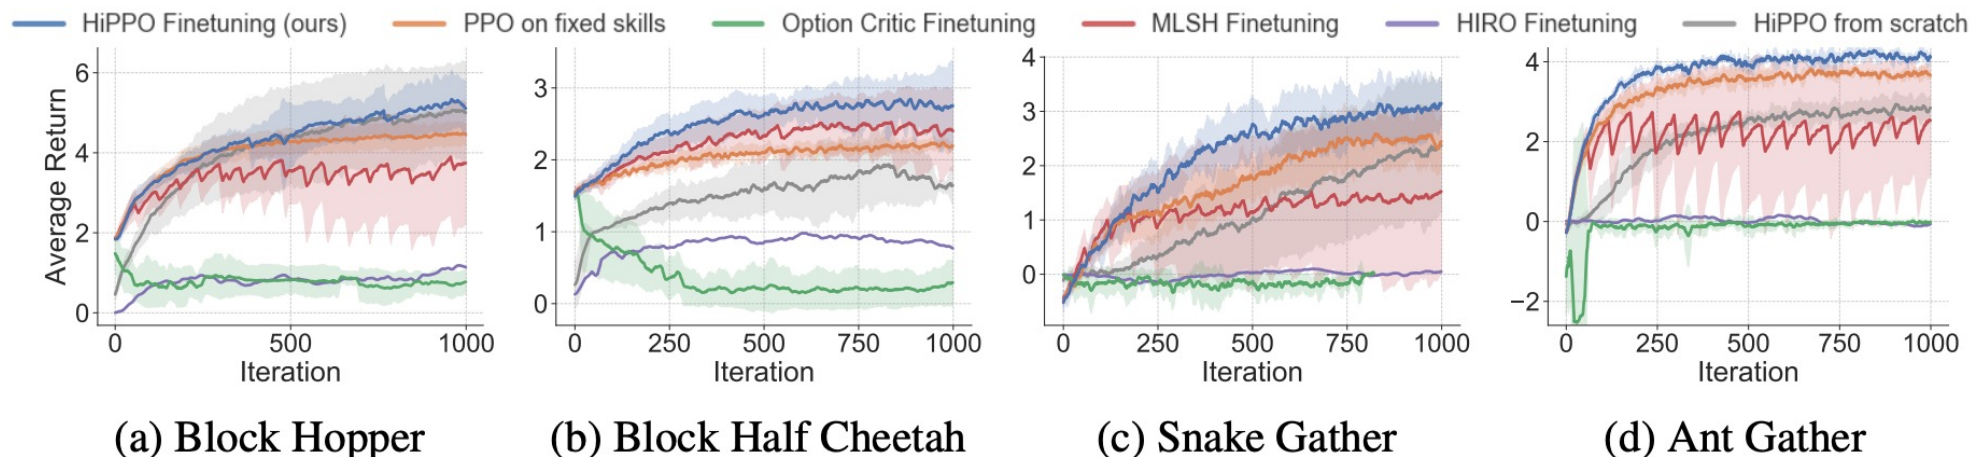 HiPPO Finetuning (ours) PPO on fixed skills Option Critic Finetuning MLSH Finetuning HIRO Finetuning HiPPO from scratch
Average Return
6
4
2
0
0 500 1000
Iteration
(a) Block Hopper
3
2
1
0
0 250 500 750 1000
Iteration
(b) Block Half Cheetah
4
3
2
1
0
0 250 500 750 1000
Iteration
(c) Snake Gather
4
2
0
−2
0 250 500 750 1000
Iteration
(d) Ant Gather